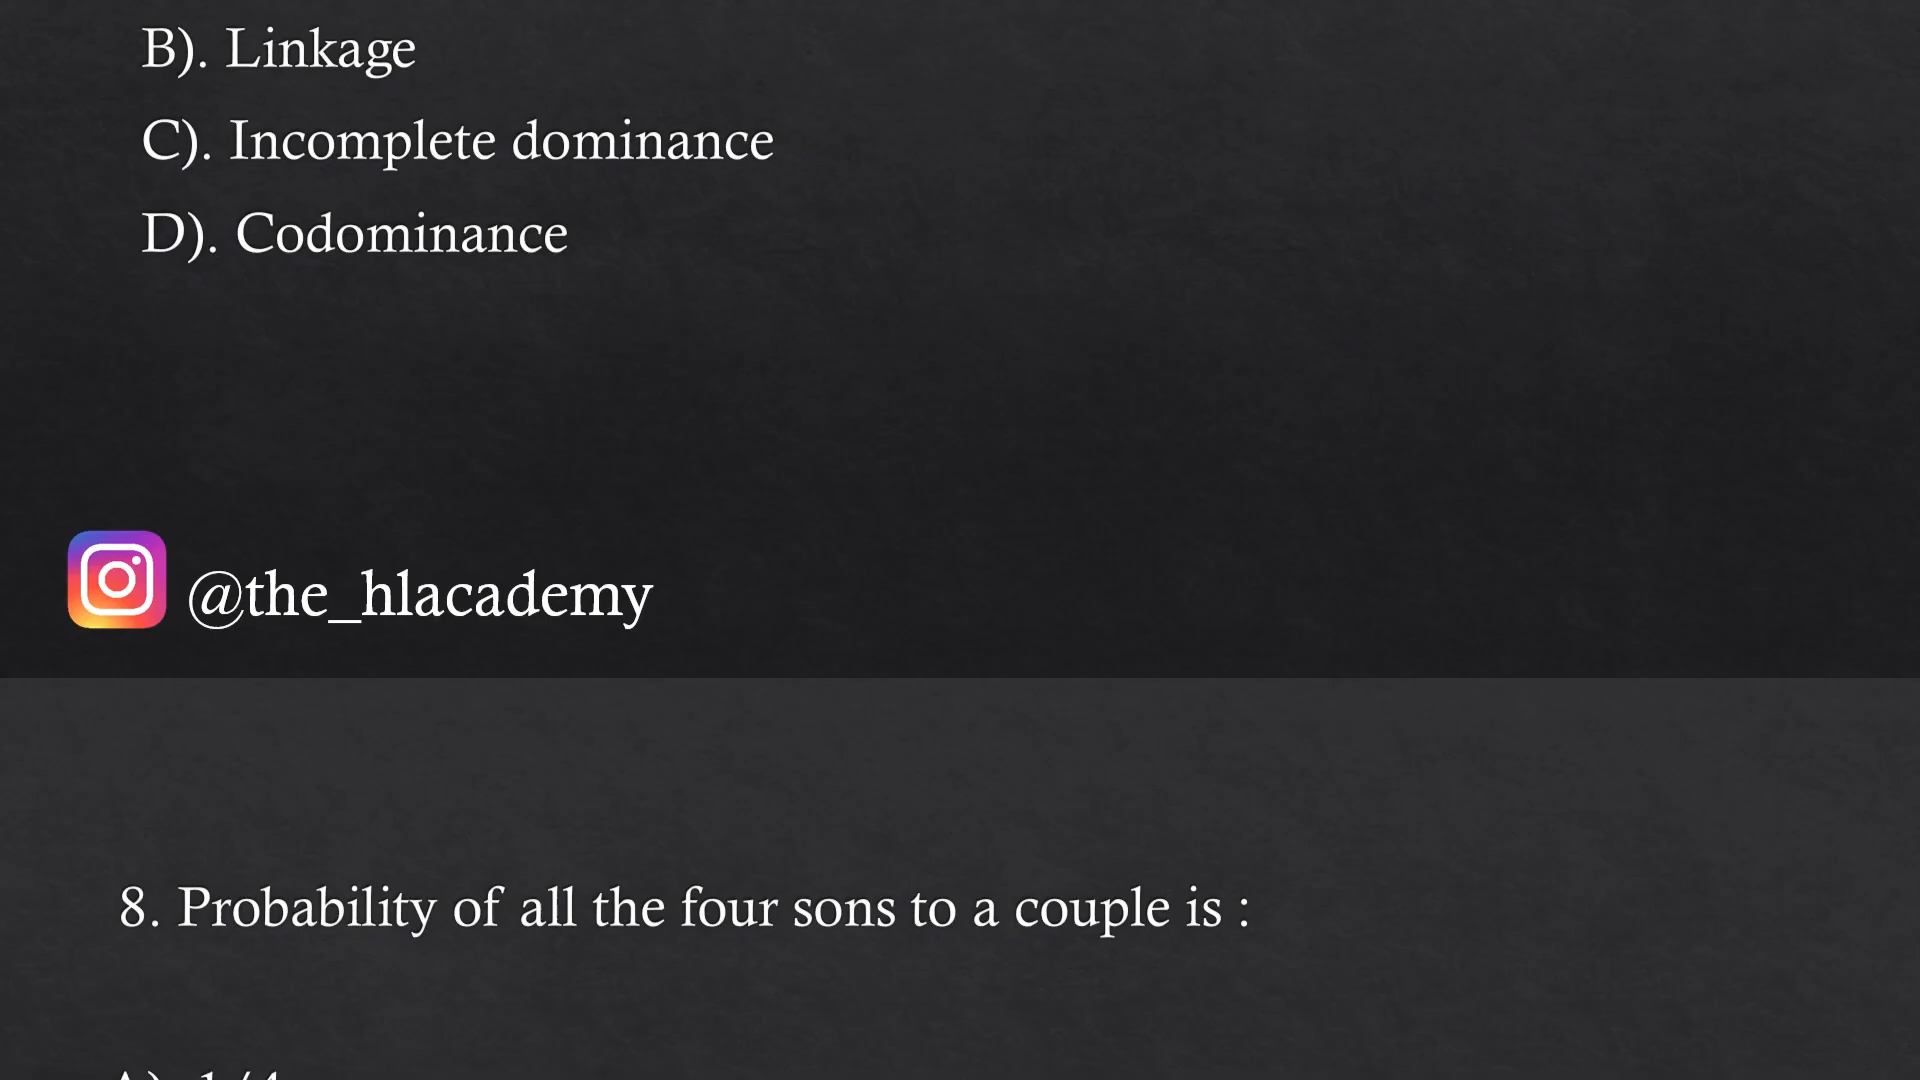 B). Linkage
C). Incomplete dominance
D). Codominance
@the_hlacademy
8. Probability of all the four sons to a couple is :